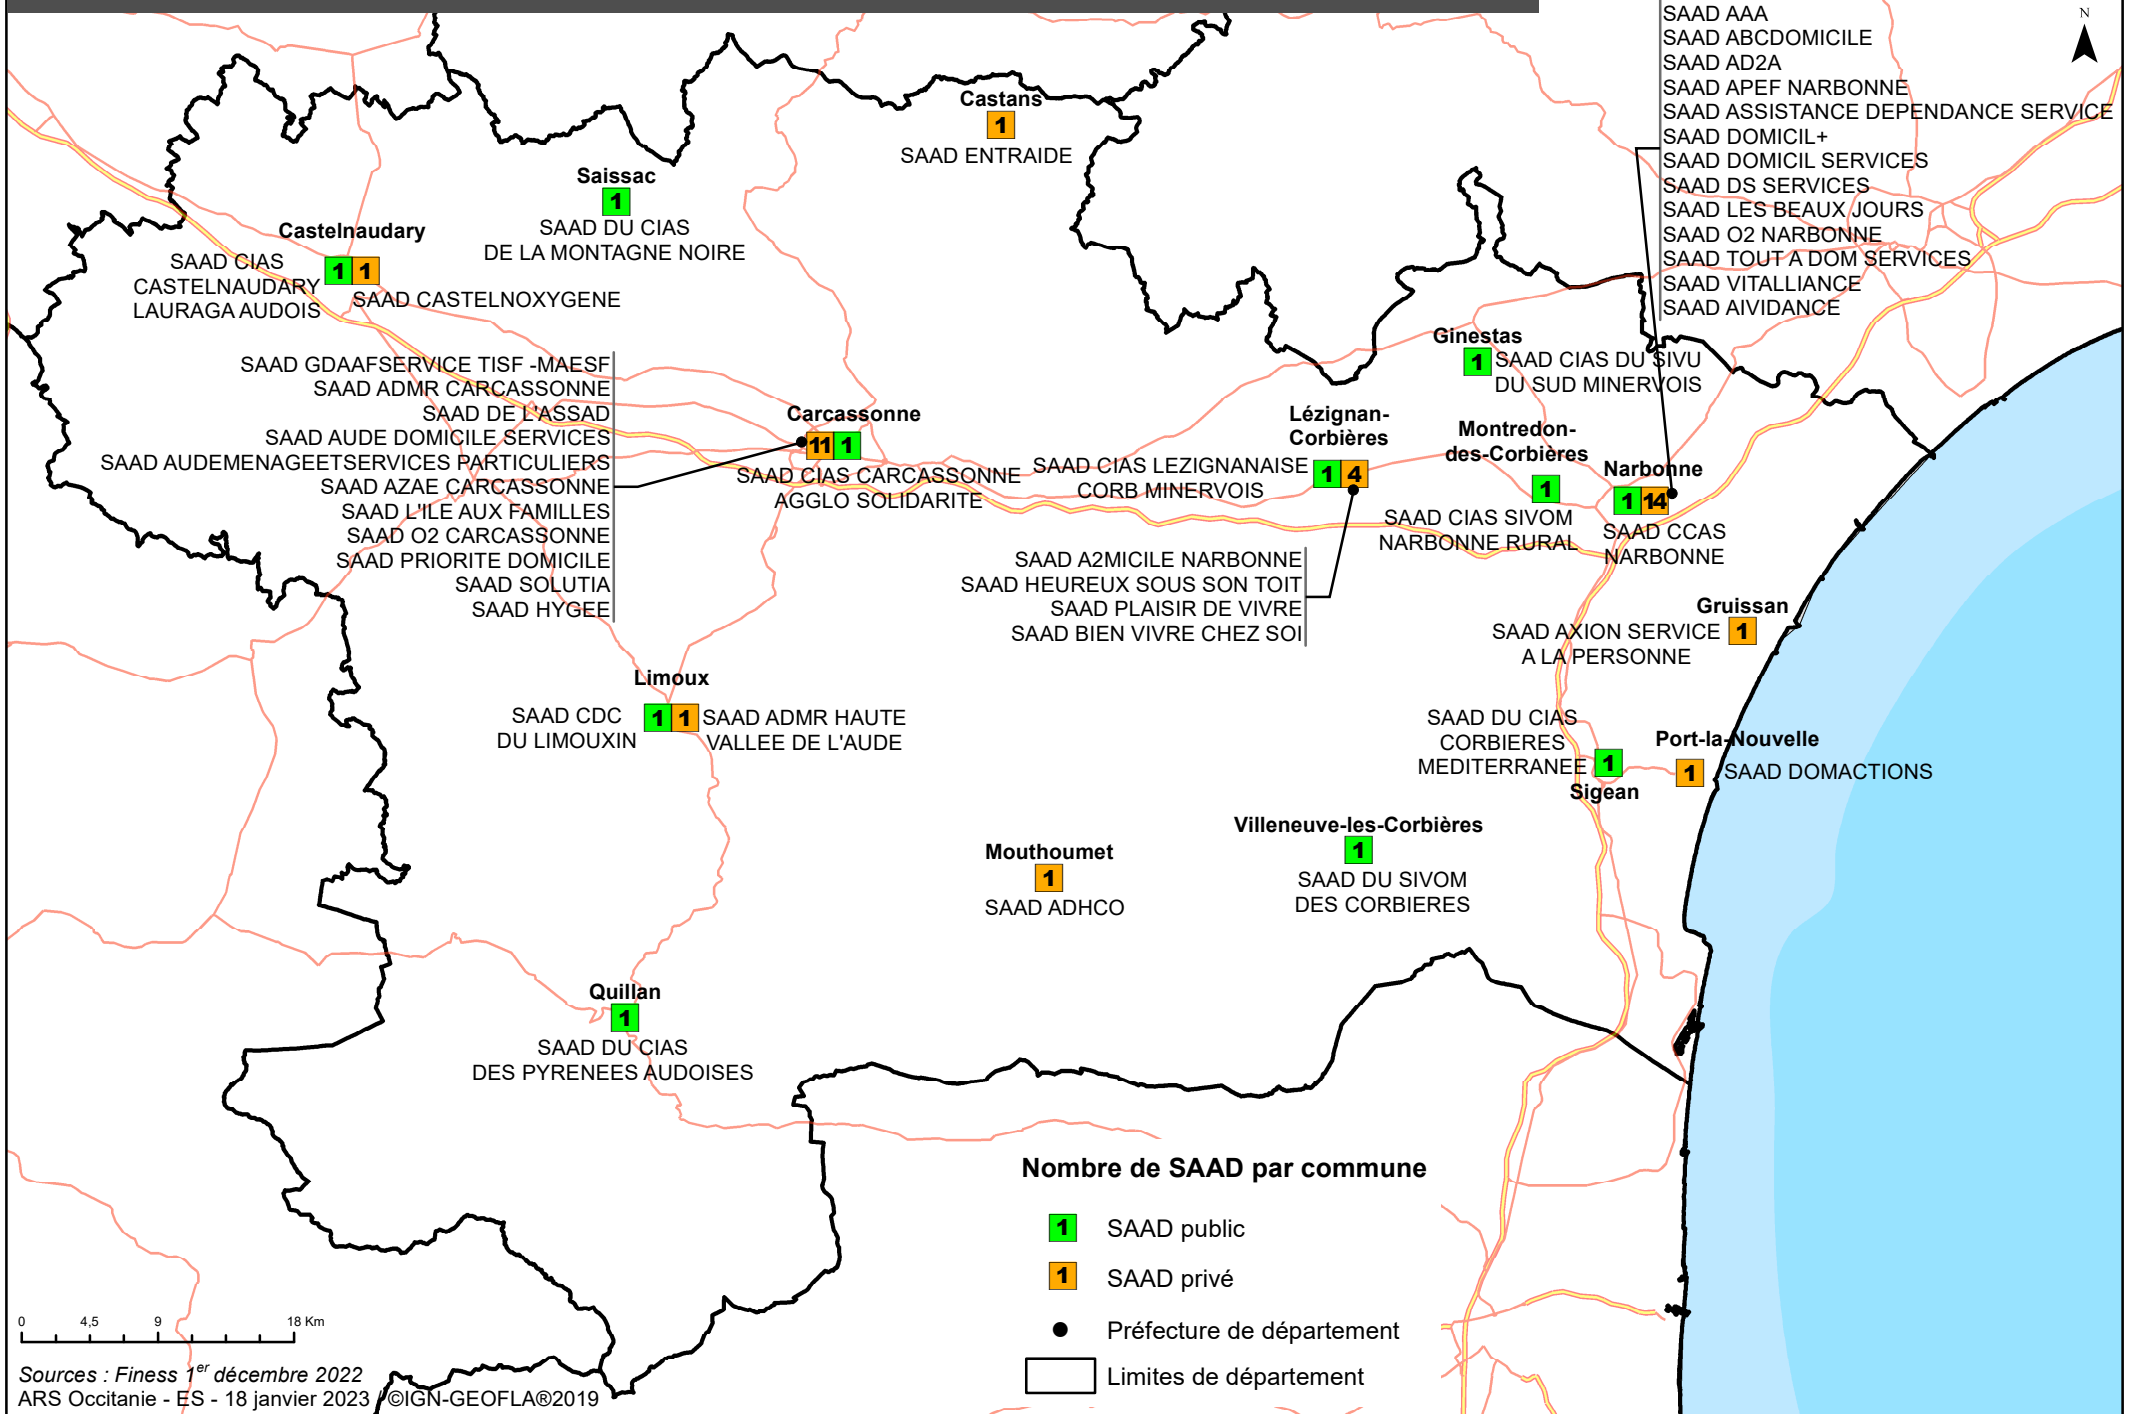 SAAD AAA
SAAD ABCDOMICILE
SAAD AD2A
SAAD APEF NARBONNE
SAAD ASSISTANCE DEPENDANCE SERVICE
SAAD DOMICIL+
SAAD DOMICIL SERVICES
SAAD DS SERVICES
SAAD LES BEAUX JOURS
SAAD O2 NARBONNE
SAAD TOUT A DOM SERVICES
SAAD VITALLIANCE
SAAD AIVIDANCE
N
Castans
1
SAAD ENTRAIDE
Saissac
1
SAAD DU CIAS
DE LA MONTAGNE NOIRE
Castelnaudary
1 1
SAAD CIAS
CASTELNAUDARY
LAURAGA AUDOIS
SAAD CASTELNOXYGENE
SAAD GDAAFSERVICE TISF -MAESF
SAAD ADMR CARCASSONNE
SAAD DE L'ASSAD
SAAD AUDE DOMICILE SERVICES
SAAD AUDEMENAGEETSERVICES PARTICULIERS
SAAD AZAE CARCASSONNE
SAAD L'ILE AUX FAMILLES
SAAD O2 CARCASSONNE
SAAD PRIORITE DOMICILE
SAAD SOLUTIA
SAAD HYGEE
Carcassonne
11 1
SAAD CIAS CARCASSONNE
AGGLO SOLIDARITE
Ginestas
1
SAAD CIAS DU SIVU
DU SUD MINERVOIS
Lézignan-
Corbières
1 4
SAAD CIAS LEZIGNANAISE
CORB MINERVOIS
SAAD A2MICILE NARBONNE
SAAD HEUREUX SOUS SON TOIT
SAAD PLAISIR DE VIVRE
SAAD BIEN VIVRE CHEZ SOI
Montredon-
des-Corbières
1
SAAD CIAS SIVOM
NARBONNE RURAL
Narbonne
1 14
SAAD CCAS
NARBONNE
Gruissan
1
SAAD AXION SERVICE
A LA PERSONNE
Limoux
1 1
SAAD CDC
DU LIMOUXIN
SAAD ADMR HAUTE
VALLEE DE L'AUDE
SAAD DU CIAS
CORBIERES
MEDITERRANEE
1
Sigean
Port-la-Nouvelle
1
SAAD DOMACTIONS
Villeneuve-les-Corbières
1
SAAD DU SIVOM
DES CORBIERES
Mouthoumet
1
SAAD ADHCO
Quillan
1
SAAD DU CIAS
DES PYRENEES AUDOISES
Nombre de SAAD par commune
1 SAAD public
1 SAAD privé
Préfecture de département
Limites de département
0 4,5 9 18 Km
Sources : Finess 1er décembre 2022
ARS Occitanie - ES - 18 janvier 2023 /©IGN-GEOFLA®2019